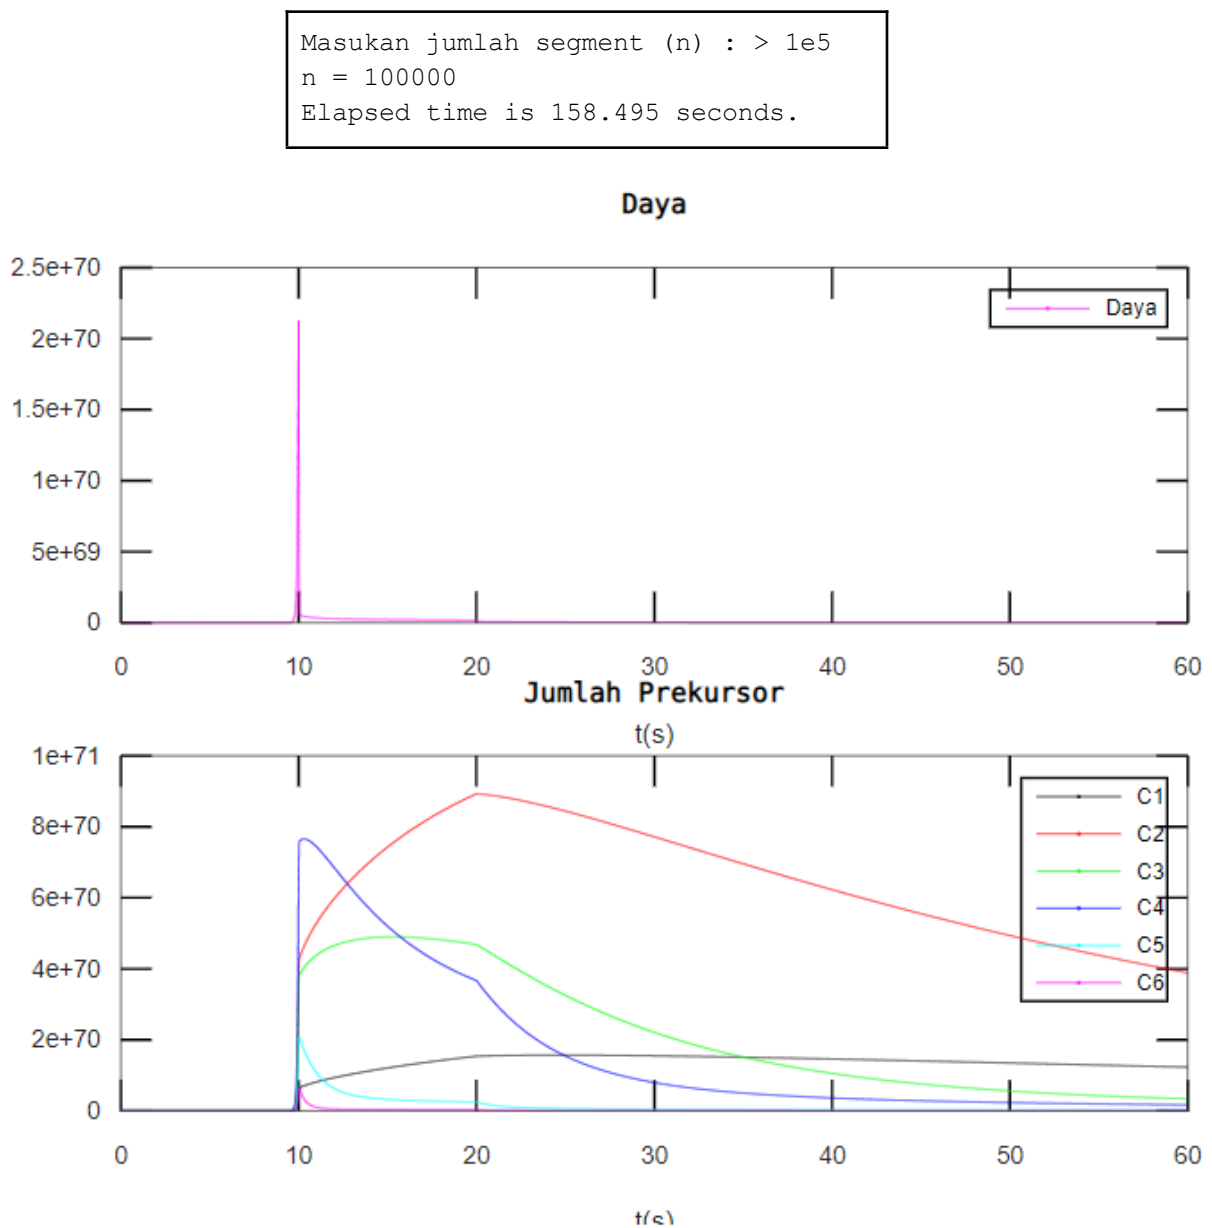 Masukan jumlah segment (n) : > 1e5
n = 100000
Elapsed time is 158.495 seconds.
Daya
2.5e+70
2e+70
1.5e+70
1e+70
5e+69
0
Daya
0 10 20 30 40 50 60
Jumlah Prekursor
t(s)
1e+71
8e+70
6e+70
4e+70
2e+70
0
C1
C2
C3
C4
C5
C6
0 10 20 30 40 50 60
t(s)